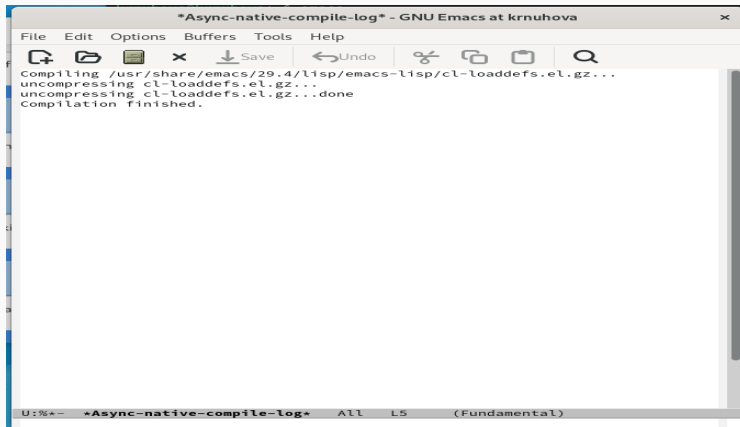 *Async-native-compile-log* - GNU Emacs at krnuhova
File Edit Options Buffers Tools Help
Save Undo
Compiling /usr/share/emacs/29.4/lisp/emacs-lisp/cl-loaddefs.el.gz...
uncompressing cl-loaddefs.el.gz...
uncompressing cl-loaddefs.el.gz...done
Compilation finished.
U:%*- *Async-native-compile-log* All L5 (Fundamental)